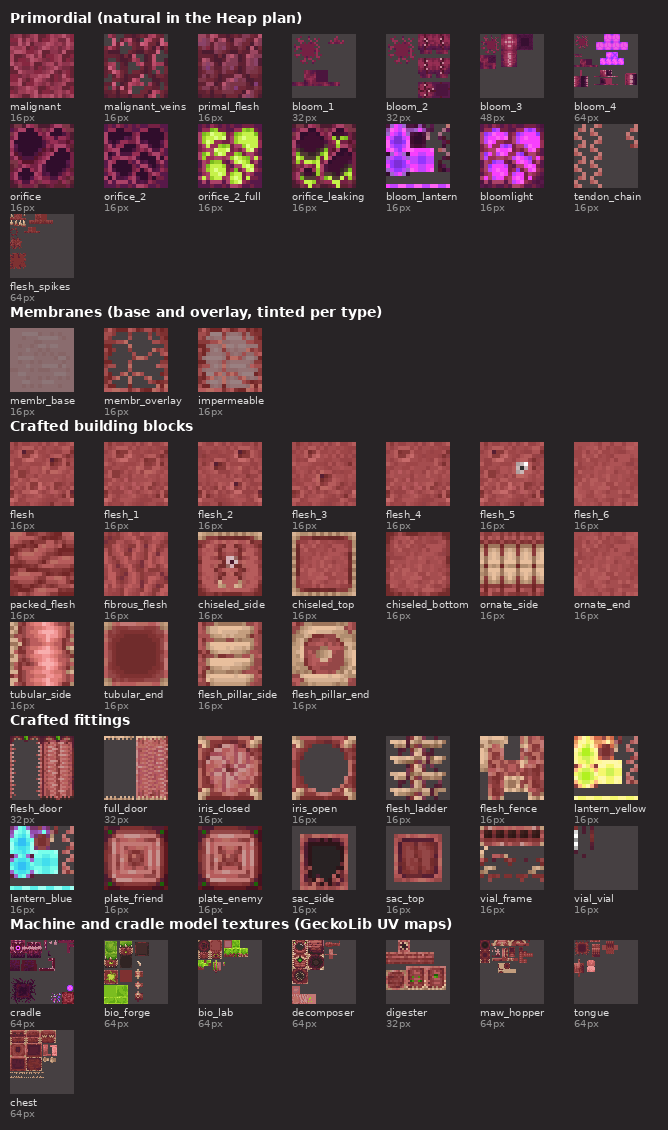 Primordial (natural in the Heap plan)
malignant malignant_veins primal_flesh bloom_1 bloom_2 bloom_3 bloom_4
16px 16px 16px 32px 32px 48px 64px
orifice orifice_2 orifice_2_full orifice_leaking bloom_lantern bloomlight tendon_chain
16px 16px 16px 16px 16px 16px 16px
flesh_spikes
64px
Membranes (base and overlay, tinted per type)
membr_base membr_overlay impermeable
16px 16px 16px
Crafted building blocks
flesh flesh_1 flesh_2 flesh_3 flesh_4 flesh_5 flesh_6
16px 16px 16px 16px 16px 16px 16px
packed_flesh fibrous_flesh chiseled_side chiseled_top chiseled_bottom ornate_side ornate_end
16px 16px 16px 16px 16px 16px 16px
tubular_side tubular_end flesh_pillar_side flesh_pillar_end
16px 16px 16px 16px
Crafted fittings
flesh_door full_door iris_closed iris_open flesh_ladder flesh_fence lantern_yellow
32px 32px 16px 16px 16px 16px 16px
lantern_blue plate_friend plate_enemy sac_side sac_top vial_frame vial_vial
16px 16px 16px 16px 16px 16px 16px
Machine and cradle model textures (GeckoLib UV maps)
cradle bio_forge bio_lab decomposer digester maw_hopper tongue
64px 64px 64px 64px 32px 64px 64px
chest
64px